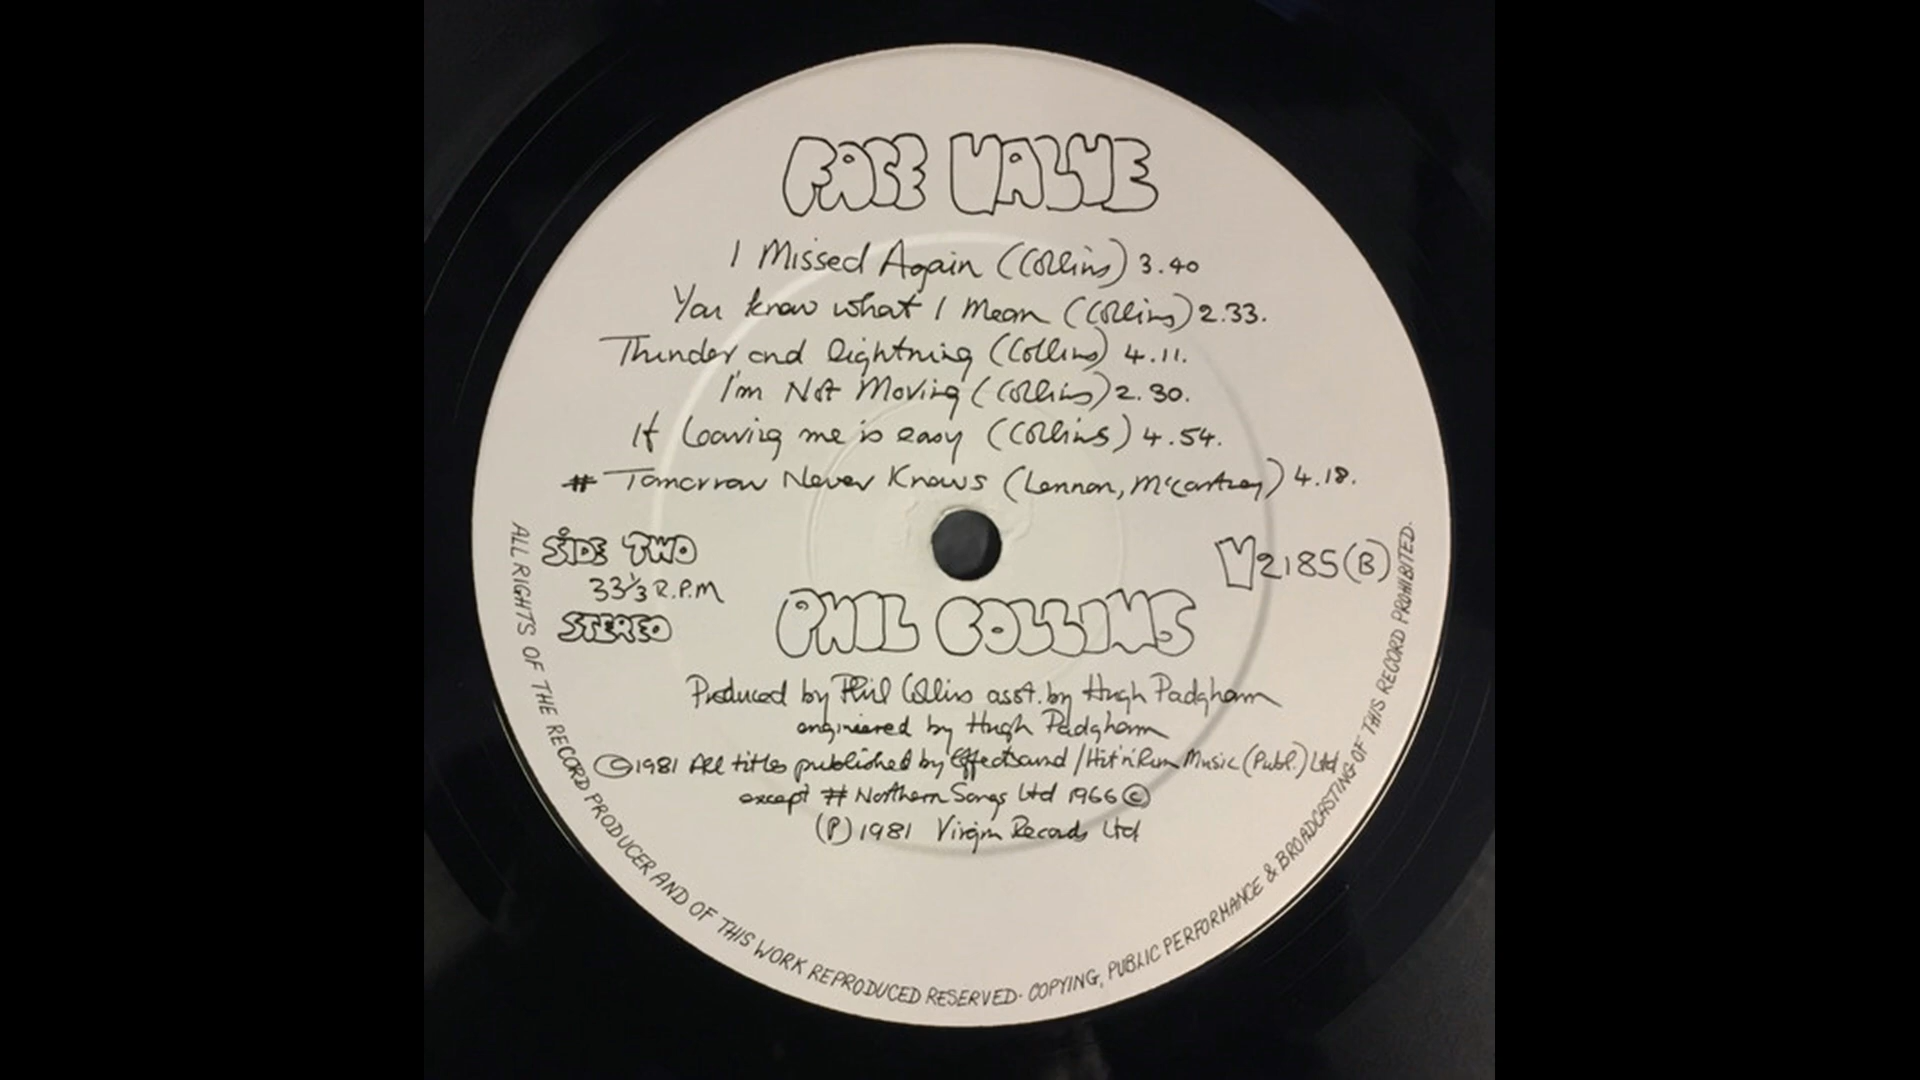 FACE VALUE
I Missed Again (Collins) 3.40
You know what I Mean (Collins) 2.33.
Thunder and lightning (Collins) 4.11.
I'm Not Moving (Collins) 2.30.
If leaving me is easy (Collins) 4.54.
# Tomorrow Never Knows (Lennon, McCartney) 4.18.
SIDE TWO
33 1/3 R.P.M
STEREO
V2185(B)
PHIL COLLINS
Produced by Phil Collins asst. by Hugh Padgham
engineered by Hugh Padgham
©1981 All titles published by Effectsound / Hit'n'Run Music (Publ.) Ltd
except # Northern Songs Ltd 1966 ©
(P) 1981 Virgin Records Ltd
ALL RIGHTS OF THE RECORD PRODUCER AND OF THIS WORK REPRODUCED RESERVED · COPYING, PUBLIC PERFORMANCE & BROADCASTING OF THIS RECORD PROHIBITED.